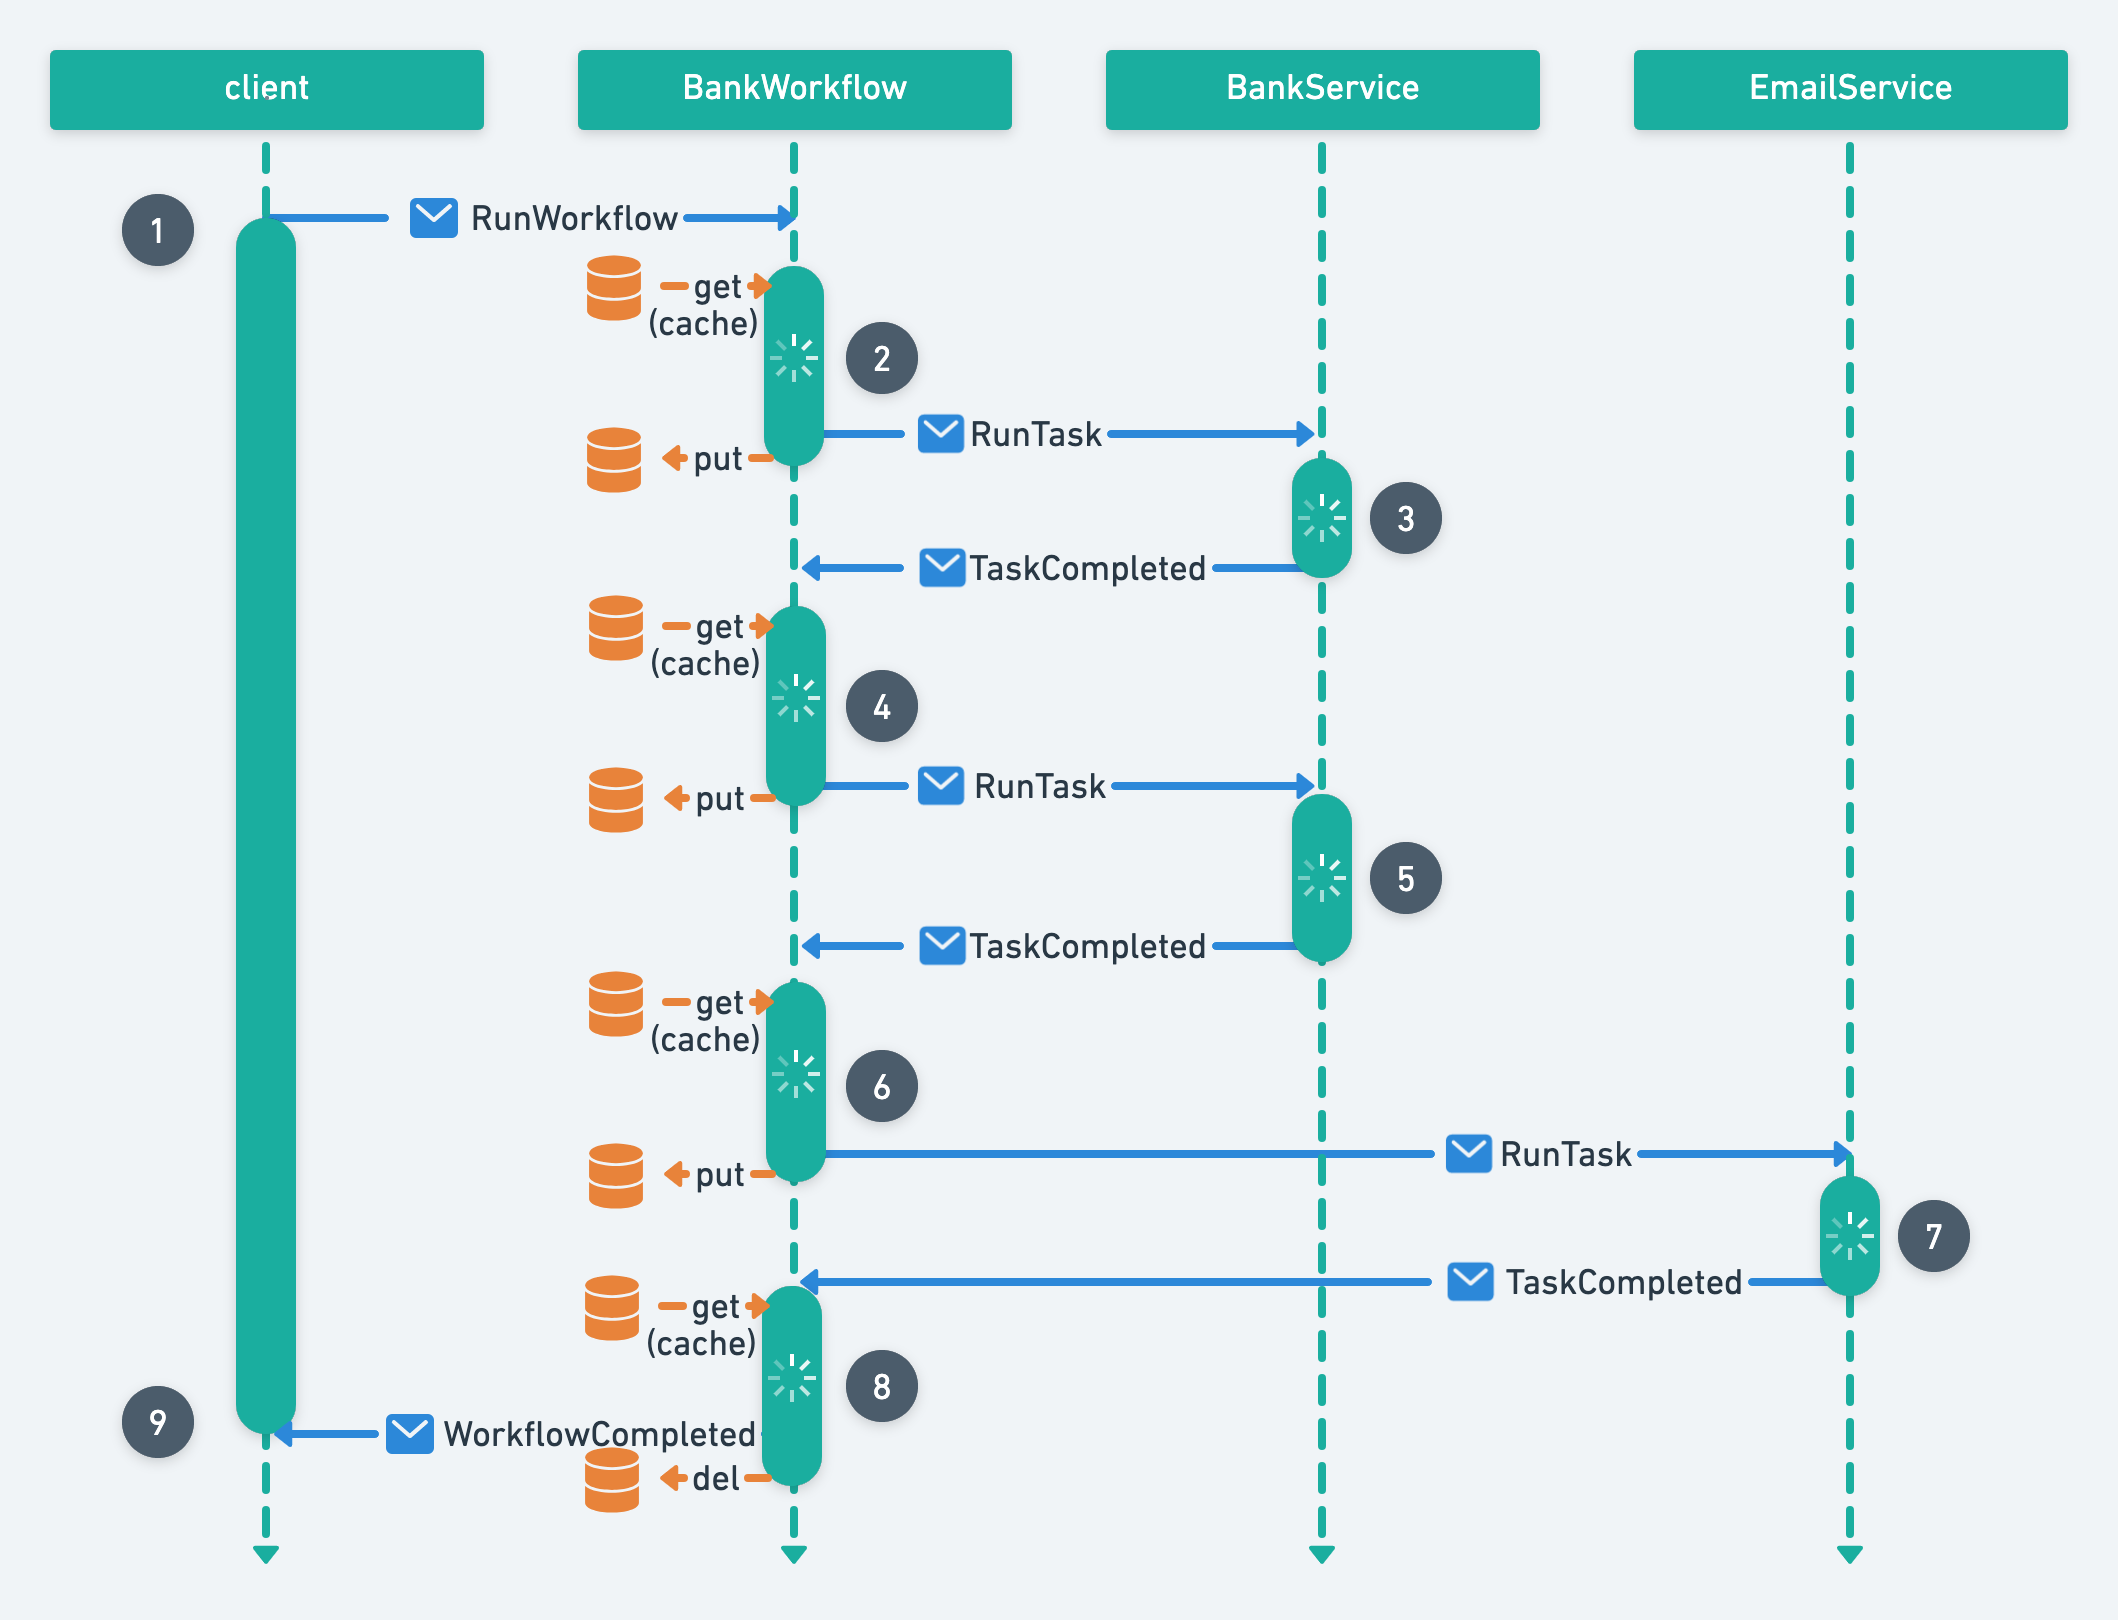 client
BankWorkflow
BankService
EmailService
1
RunWorkflow
get
(cache)
2
RunTask
put
3
TaskCompleted
get
(cache)
4
RunTask
put
5
TaskCompleted
get
(cache)
6
RunTask
put
7
TaskCompleted
get
(cache)
8
9
WorkflowCompleted
del